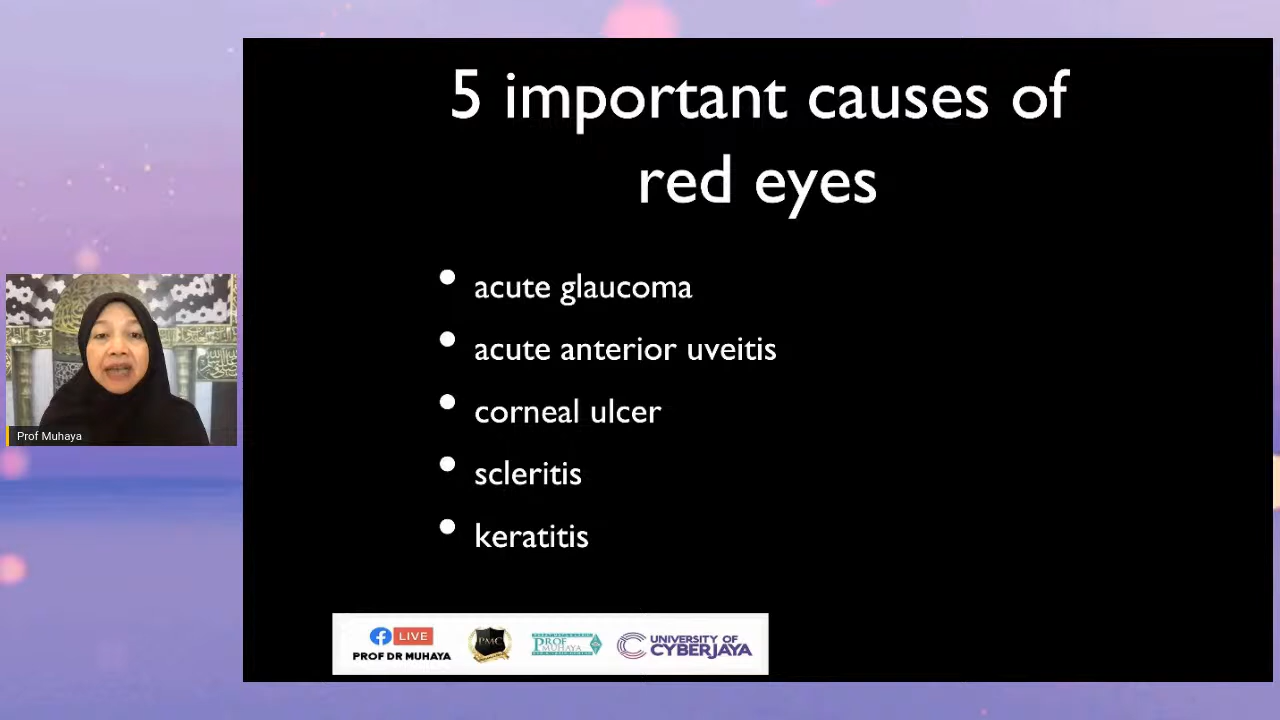 5 important causes of
red eyes
• acute glaucoma
• acute anterior uveitis
• corneal ulcer
• scleritis
• keratitis
Prof Muhaya
LIVE
PROF DR MUHAYA
PMC
PROF
MUHAYA
UNIVERSITY OF
CYBERJAYA